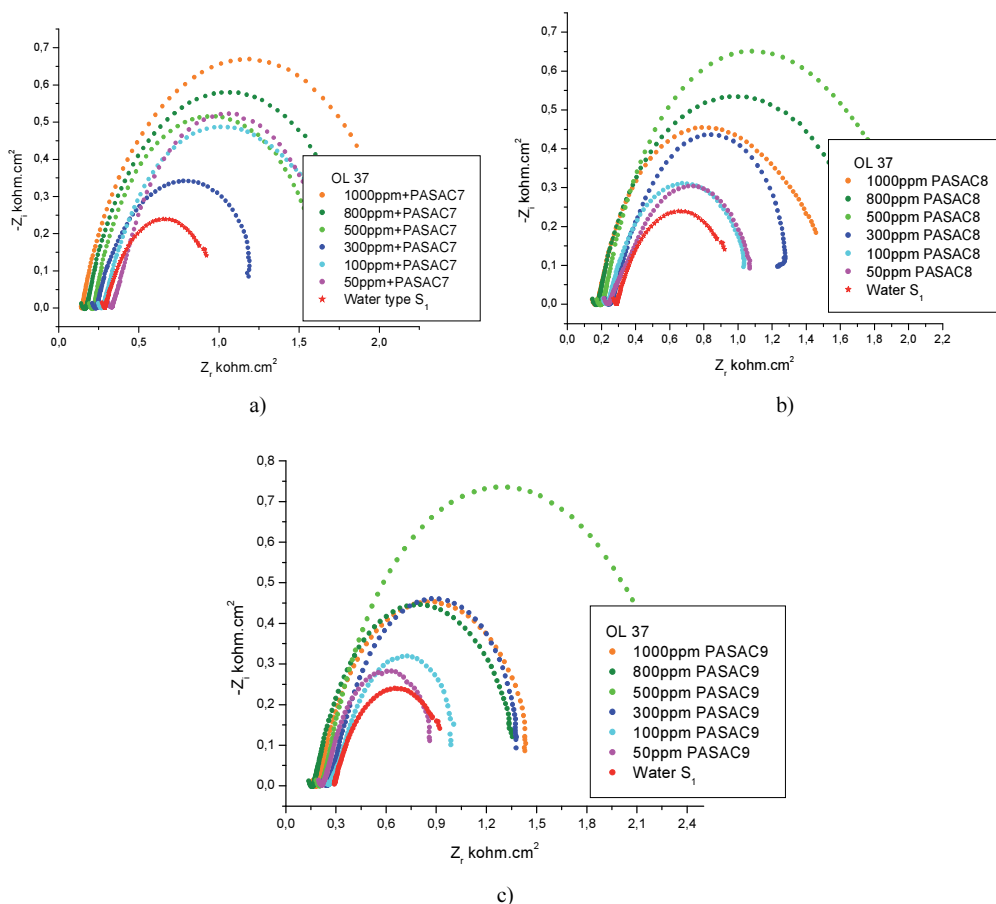 0,7
0,6
0,5
0,4
0,3
0,2
0,1
0,0
-Z_i kohm.cm²
0,0 0,5 1,0 1,5 2,0
Z_r kohm.cm²
OL 37
1000ppm+PASAC7
800ppm+PASAC7
500ppm+PASAC7
300ppm+PASAC7
100ppm+PASAC7
50ppm+PASAC7
Water type S₁
a)
0,7
0,6
0,5
0,4
0,3
0,2
0,1
0,0
-Z_i kohm.cm²
0,0 0,2 0,4 0,6 0,8 1,0 1,2 1,4 1,6 1,8 2,0 2,2
Z_r kohm.cm²
OL 37
1000ppm PASAC8
800ppm PASAC8
500ppm PASAC8
300ppm PASAC8
100ppm PASAC8
50ppm PASAC8
Water S₁
b)
0,8
0,7
0,6
0,5
0,4
0,3
0,2
0,1
0,0
-Z_i kohm.cm²
0,0 0,3 0,6 0,9 1,2 1,5 1,8 2,1 2,4
Z_r kohm.cm²
OL 37
1000ppm PASAC9
800ppm PASAC9
500ppm PASAC9
300ppm PASAC9
100ppm PASAC9
50ppm PASAC9
Water S₁
c)